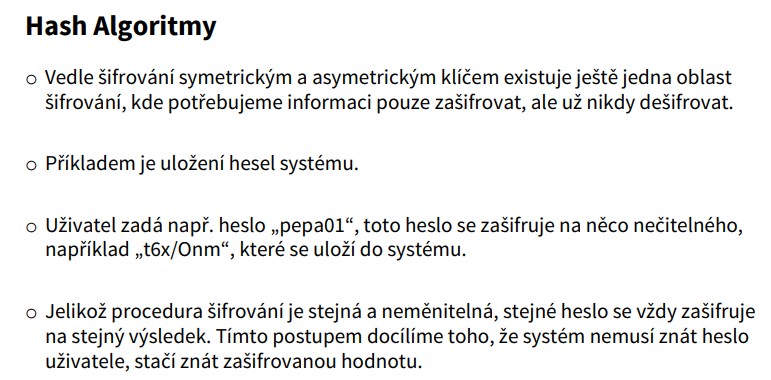 Hash Algoritmy
○ Vedle šifrování symetrickým a asymetrickým klíčem existuje ještě jedna oblast
šifrování, kde potřebujeme informaci pouze zašifrovat, ale už nikdy dešifrovat.
○ Příkladem je uložení hesel systému.
○ Uživatel zadá např. heslo „pepa01“, toto heslo se zašifruje na něco nečitelného,
například „t6x/Onm“, které se uloží do systému.
○ Jelikož procedura šifrování je stejná a neměnitelná, stejné heslo se vždy zašifruje
na stejný výsledek. Tímto postupem docílíme toho, že systém nemusí znát heslo
uživatele, stačí znát zašifrovanou hodnotu.